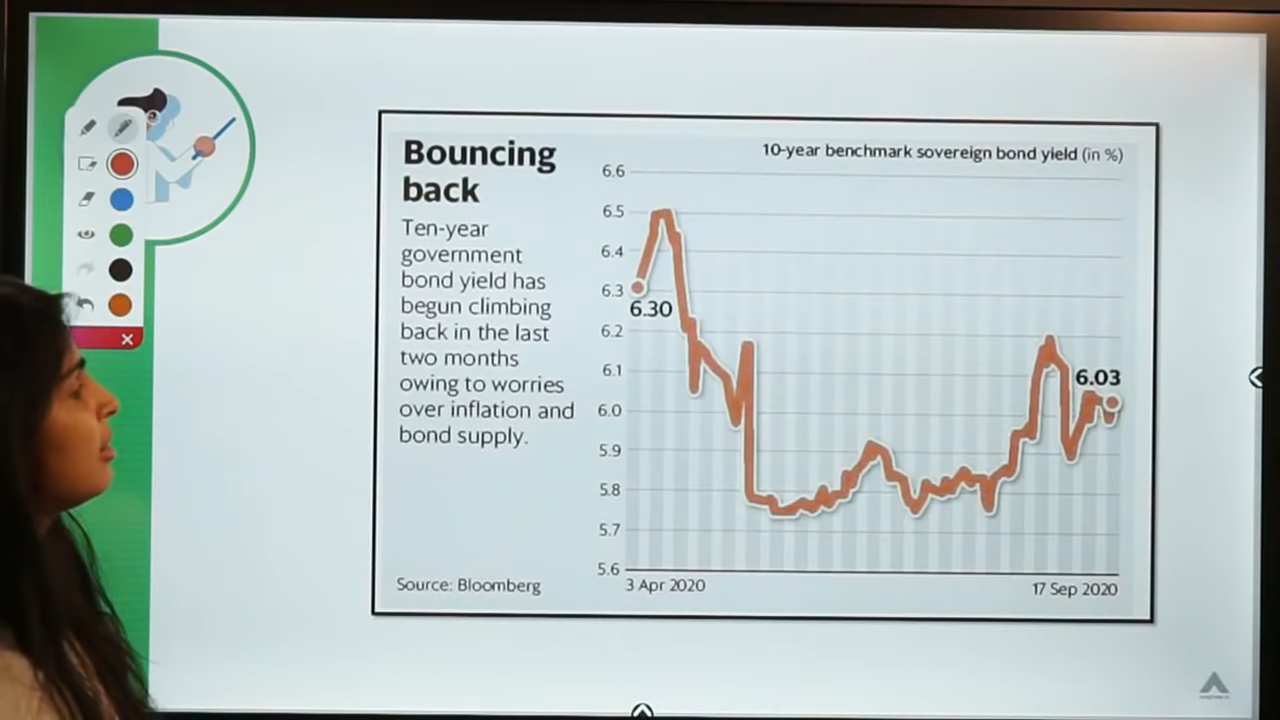 Bouncing
back
Ten-year
government
bond yield has
begun climbing
back in the last
two months
owing to worries
over inflation and
bond supply.
Source: Bloomberg
10-year benchmark sovereign bond yield (in %)
6.6
6.5
6.4
6.3
6.2
6.1
6.0
5.9
5.8
5.7
5.6
6.30
6.03
3 Apr 2020
17 Sep 2020